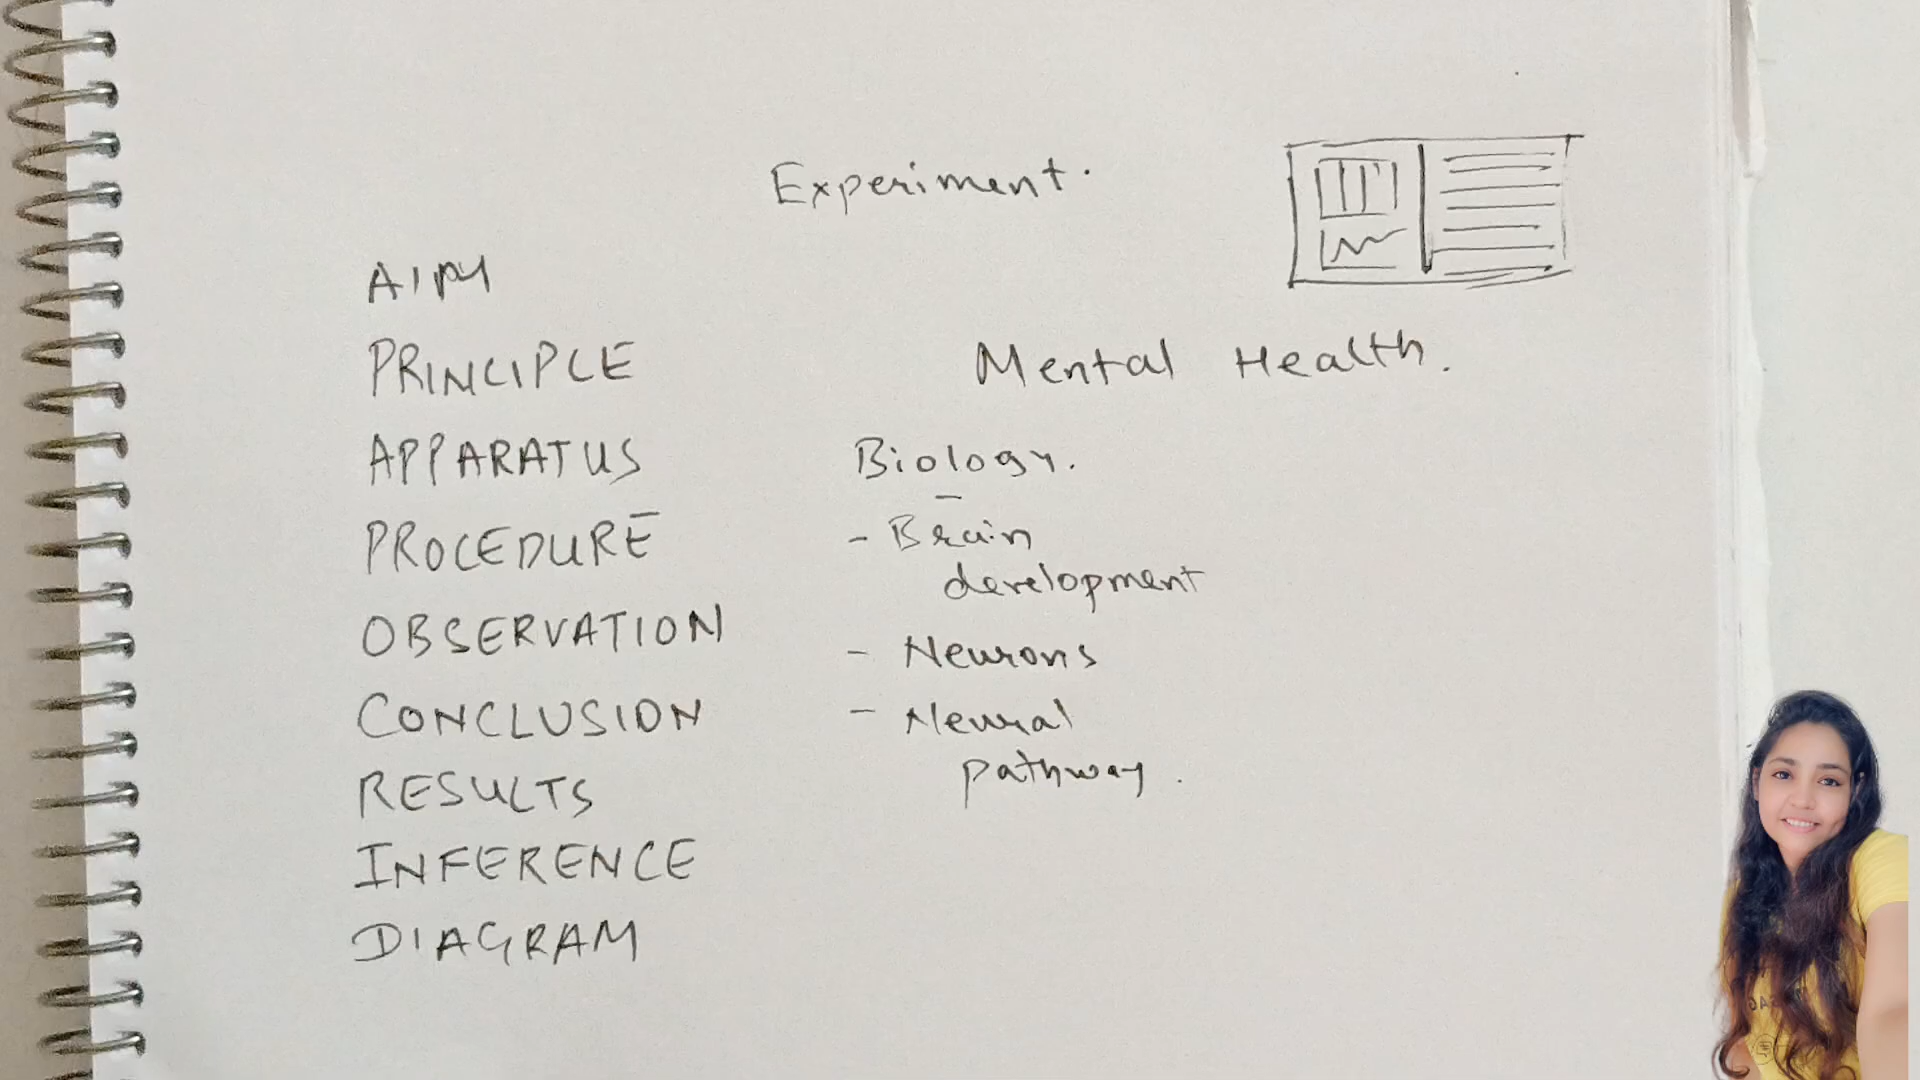 Experiment.
AIM
PRINCIPLE
APPARATUS
PROCEDURE
OBSERVATION
CONCLUSION
RESULTS
INFERENCE
DIAGRAM
Mental Health.
Biology.
- Brain
development
- Neurons
- Neural
pathway.